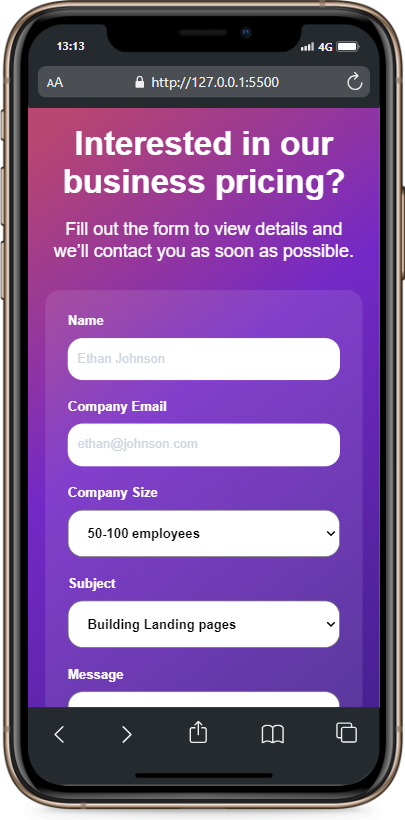 13:13
4G
AA
http://127.0.0.1:5500
Interested in our
business pricing?
Fill out the form to view details and
we'll contact you as soon as possible.
Name
Ethan Johnson
Company Email
ethan@johnson.com
Company Size
50-100 employees
Subject
Building Landing pages
Message